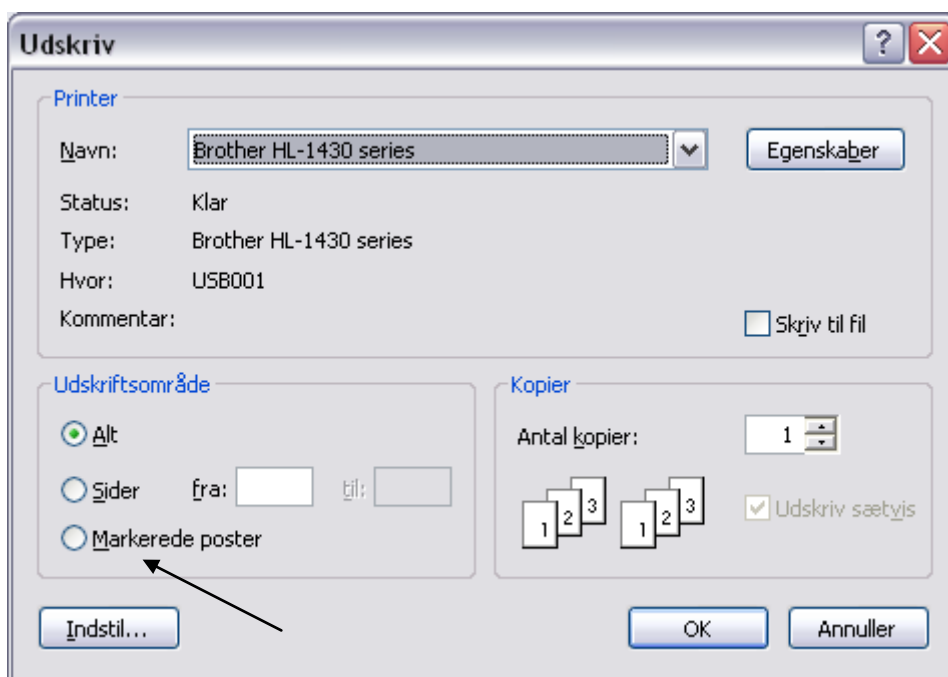 Udskriv
Printer
Navn: Brother HL-1430 series Egenskaber
Status: Klar
Type: Brother HL-1430 series
Hvor: USB001
Kommentar: Skriv til fil
Udskriftsområde
Alt
Sider fra: til:
Markerede poster
Kopier
Antal kopier: 1
1 2 3 1 2 3 Udskriv sætvis
Indstil... OK Annuller